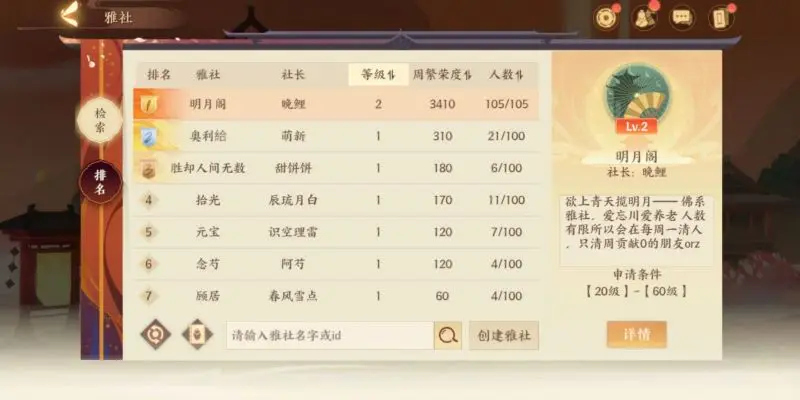 雅社
检索
排名
排名 雅社 社长 等级⇅ 周繁荣度⇅ 人数⇅
1 明月阁 晚鲤 2 3410 105/105
2 奥利给 萌新 1 310 21/100
3 胜却人间无数 甜饼饼 1 180 6/100
4 拾光 辰琉月白 1 170 11/100
5 元宝 识空理雷 1 120 7/100
6 念芍 阿芍 1 120 4/100
7 顾居 春风雪点 1 60 4/100
请输入雅社名字或id
创建雅社
Lv.2
明月阁
社长：晚鲤
欲上青天揽明月——佛系
雅社，爱忘川爱养老 人数
有限所以会在每周一清人
，只清周贡献0的朋友orz
申请条件
【20级】-【60级】
详情